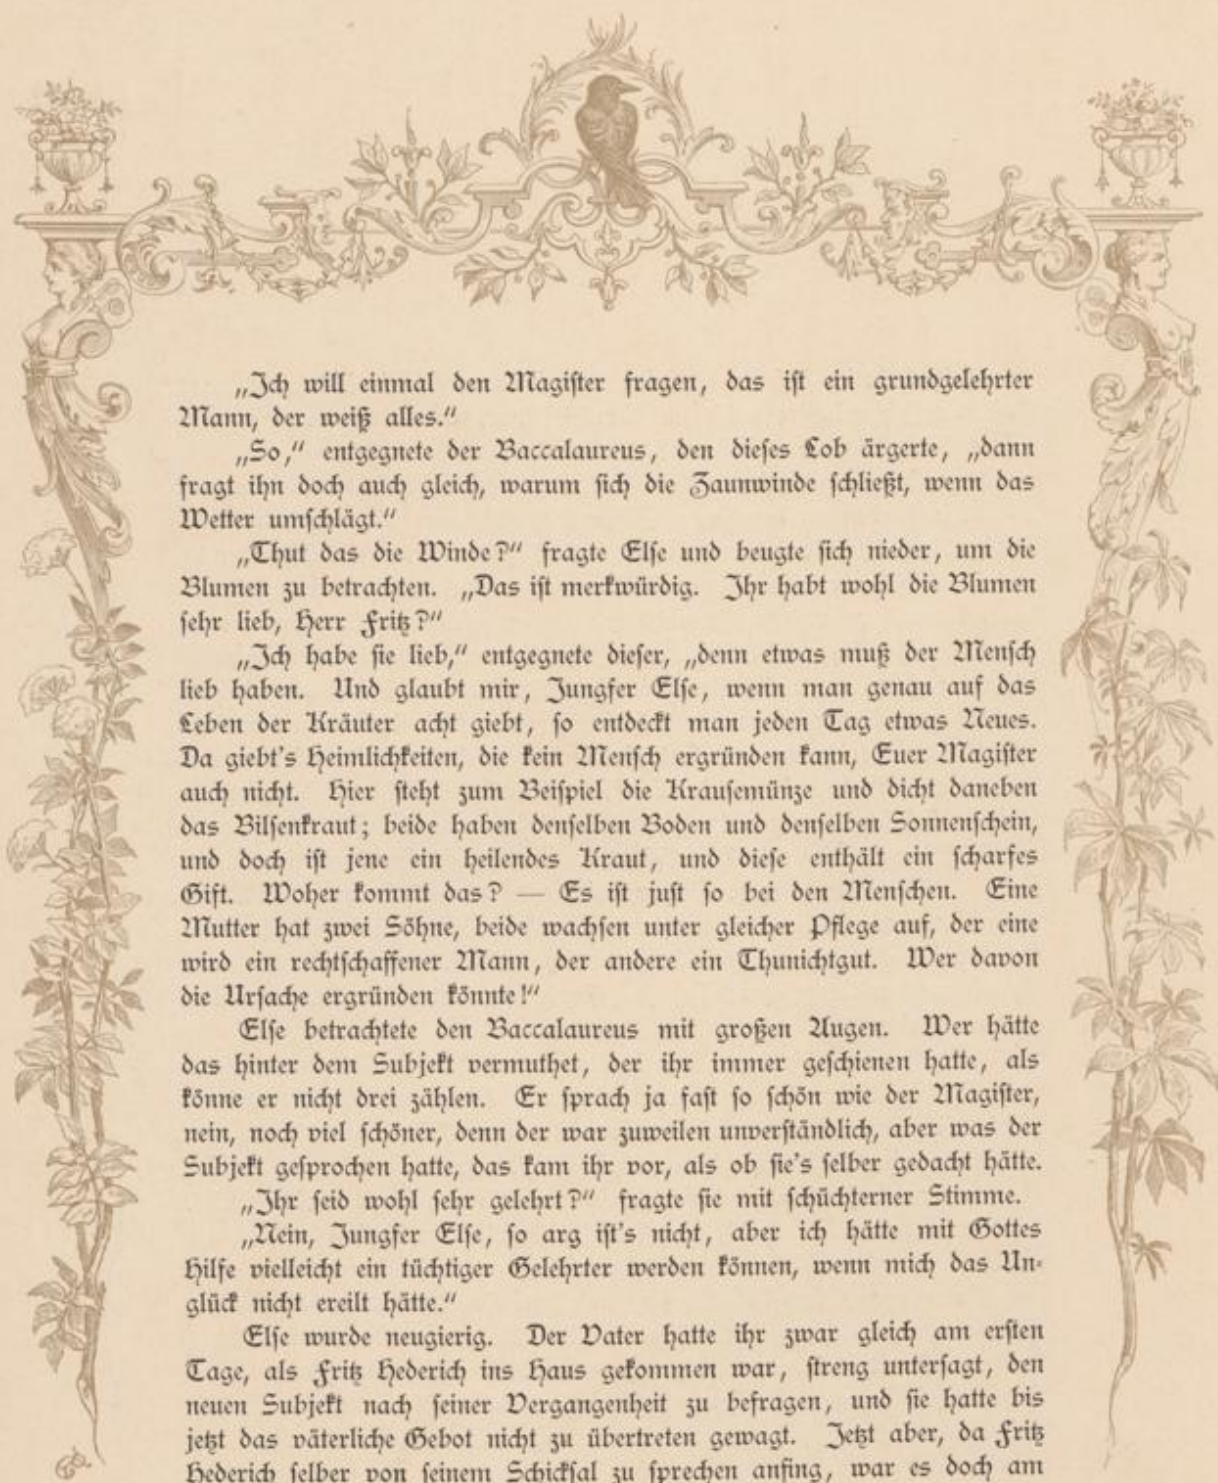 „Ich will einmal den Magister fragen, das ist ein grundgelehrter
Mann, der weiß alles.“
„So,“ entgegnete der Baccalaureus, den dieses Lob ärgerte, „dann
fragt ihn doch auch gleich, warum sich die Zaunwinde schließt, wenn das
Wetter umschlägt.“
„Thut das die Winde?“ fragte Else und beugte sich nieder, um die
Blumen zu betrachten. „Das ist merkwürdig. Ihr habt wohl die Blumen
sehr lieb, Herr Fritz?“
„Ich habe sie lieb,“ entgegnete dieser, „denn etwas muß der Mensch
lieb haben. Und glaubt mir, Jungfer Else, wenn man genau auf das
Leben der Kräuter acht giebt, so entdeckt man jeden Tag etwas Neues.
Da giebt's Heimlichkeiten, die kein Mensch ergründen kann, Euer Magister
auch nicht. Hier steht zum Beispiel die Krausemünze und dicht daneben
das Bilsenkraut; beide haben denselben Boden und denselben Sonnenschein,
und doch ist jene ein heilendes Kraut, und diese enthält ein scharfes
Gift. Woher kommt das? — Es ist just so bei den Menschen. Eine
Mutter hat zwei Söhne, beide wachsen unter gleicher Pflege auf, der eine
wird ein rechtschaffener Mann, der andere ein Thunichtgut. Wer davon
die Ursache ergründen könnte!“
Else betrachtete den Baccalaureus mit großen Augen. Wer hätte
das hinter dem Subjekt vermuthet, der ihr immer geschienen hatte, als
könne er nicht drei zählen. Er sprach ja fast so schön wie der Magister,
nein, noch viel schöner, denn der war zuweilen unverständlich, aber was der
Subjekt gesprochen hatte, das kam ihr vor, als ob sie's selber gedacht hätte.
„Ihr seid wohl sehr gelehrt?“ fragte sie mit schüchterner Stimme.
„Nein, Jungfer Else, so arg ist's nicht, aber ich hätte mit Gottes
Hilfe vielleicht ein tüchtiger Gelehrter werden können, wenn mich das Un-
glück nicht ereilt hätte.“
Else wurde neugierig. Der Vater hatte ihr zwar gleich am ersten
Tage, als Fritz Hederich ins Haus gekommen war, streng untersagt, den
neuen Subjekt nach seiner Vergangenheit zu befragen, und sie hatte bis
jetzt das väterliche Gebot nicht zu übertreten gewagt. Jetzt aber, da Fritz
Hederich selber von seinem Schicksal zu sprechen anfing, war es doch am